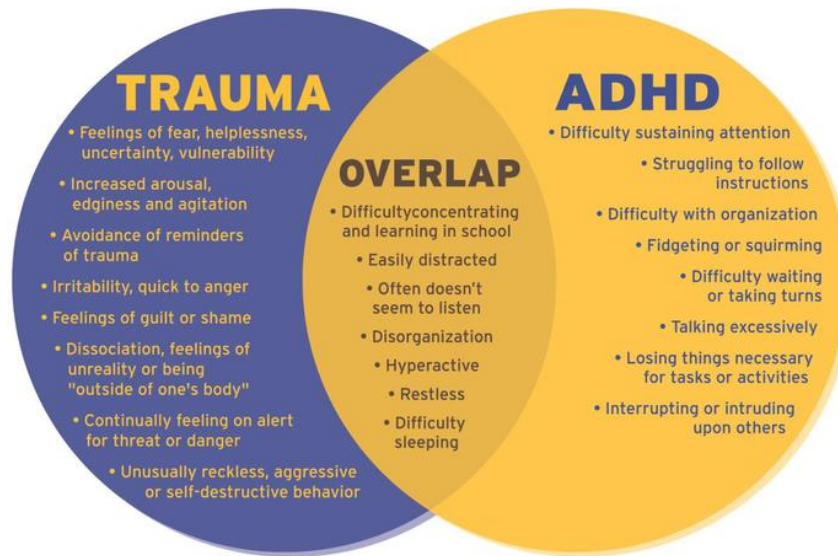 TRAUMA
• Feelings of fear, helplessness,
uncertainty, vulnerability
• Increased arousal,
edginess and agitation
• Avoidance of reminders
of trauma
• Irritability, quick to anger
• Feelings of guilt or shame
• Dissociation, feelings of
unreality or being
"outside of one's body"
• Continually feeling on alert
for threat or danger
• Unusually reckless, aggressive
or self-destructive behavior
OVERLAP
• Difficultyconcentrating
and learning in school
• Easily distracted
• Often doesn't
seem to listen
• Disorganization
• Hyperactive
• Restless
• Difficulty
sleeping
ADHD
• Difficulty sustaining attention
• Struggling to follow
instructions
• Difficulty with organization
• Fidgeting or squirming
• Difficulty waiting
or taking turns
• Talking excessively
• Losing things necessary
for tasks or activities
• Interrupting or intruding
upon others